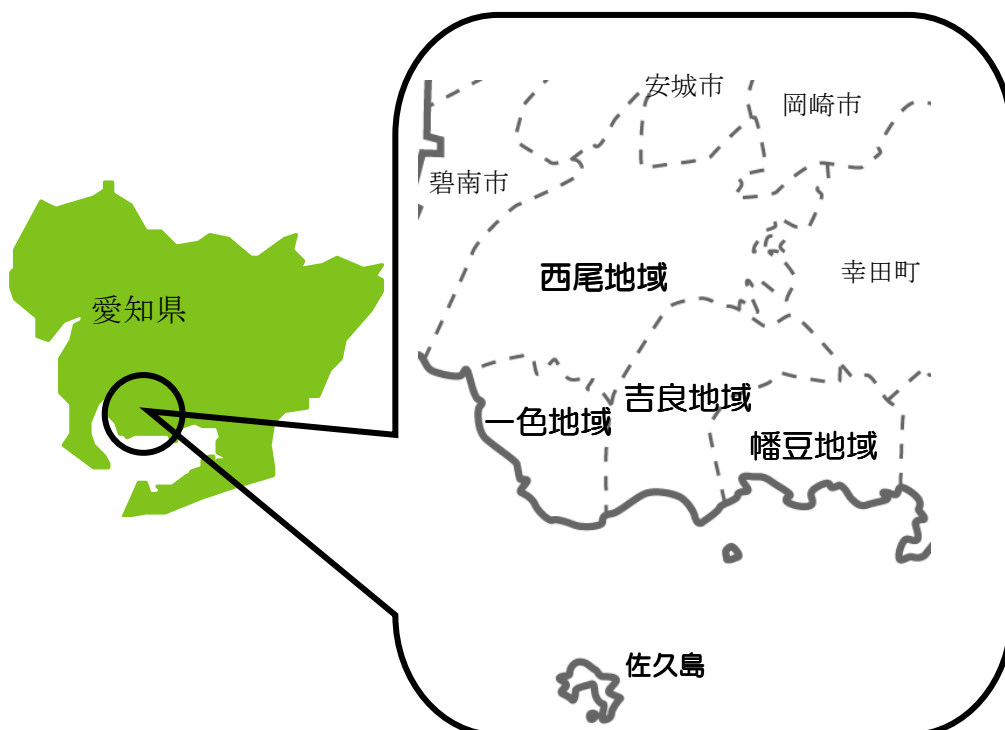 安城市
岡崎市
碧南市
西尾地域
幸田町
愛知県
吉良地域
一色地域
幡豆地域
佐久島